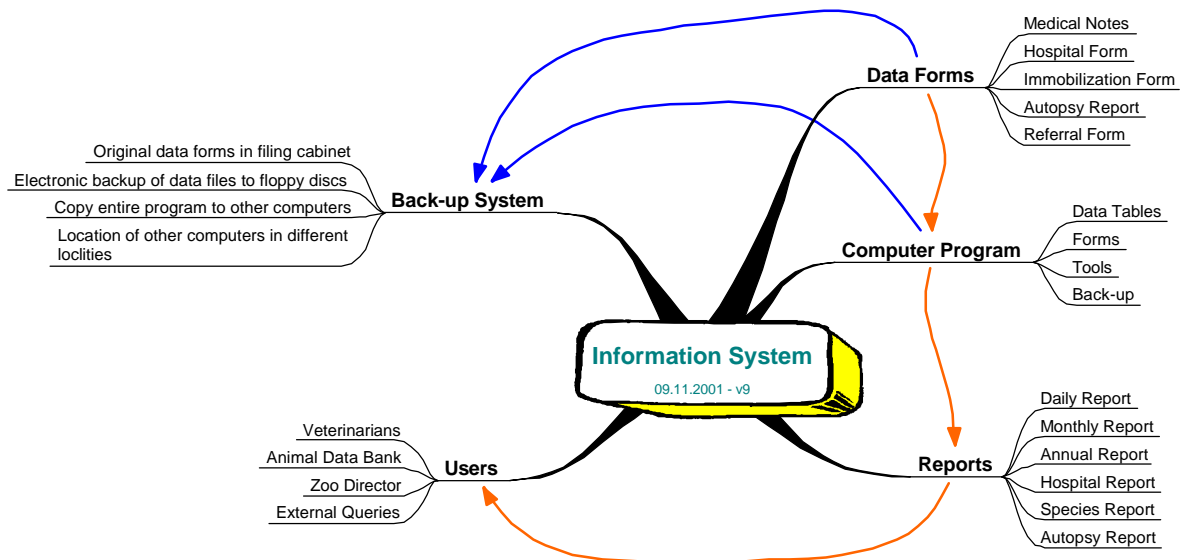 Medical Notes
Hospital Form
Data Forms
Immobilization Form
Autopsy Report
Referral Form
Original data forms in filing cabinet
Electronic backup of data files to floppy discs
Back-up System
Copy entire program to other computers
Location of other computers in different
loclities
Data Tables
Computer Program
Forms
Tools
Back-up
Information System
09.11.2001 - v9
Veterinarians
Animal Data Bank
Users
Zoo Director
External Queries
Daily Report
Monthly Report
Annual Report
Reports
Hospital Report
Species Report
Autopsy Report